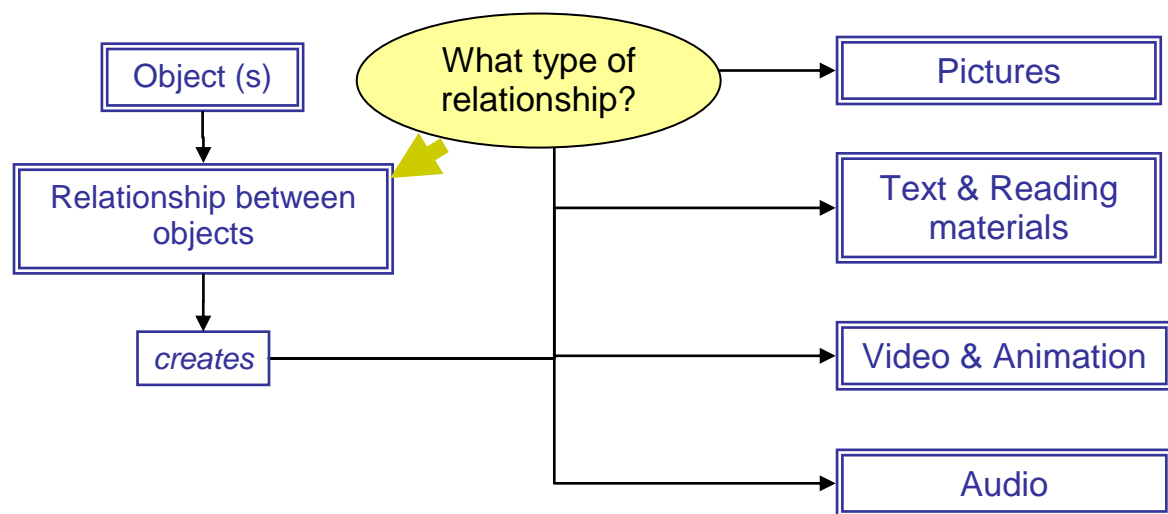 Object (s)
What type of
relationship?
Pictures
Relationship between
objects
Text & Reading
materials
creates
Video & Animation
Audio